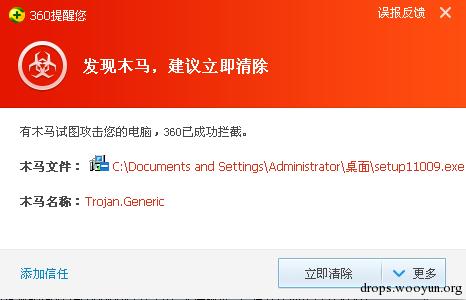 360提醒您
误报反馈
发现木马，建议立即清除
有木马试图攻击您的电脑，360已成功拦截。
木马文件： C:\Documents and Settings\Administrator\桌面\setup11009.exe
木马名称：Trojan.Generic
添加信任
立即清除
更多
drops.wooyun.org